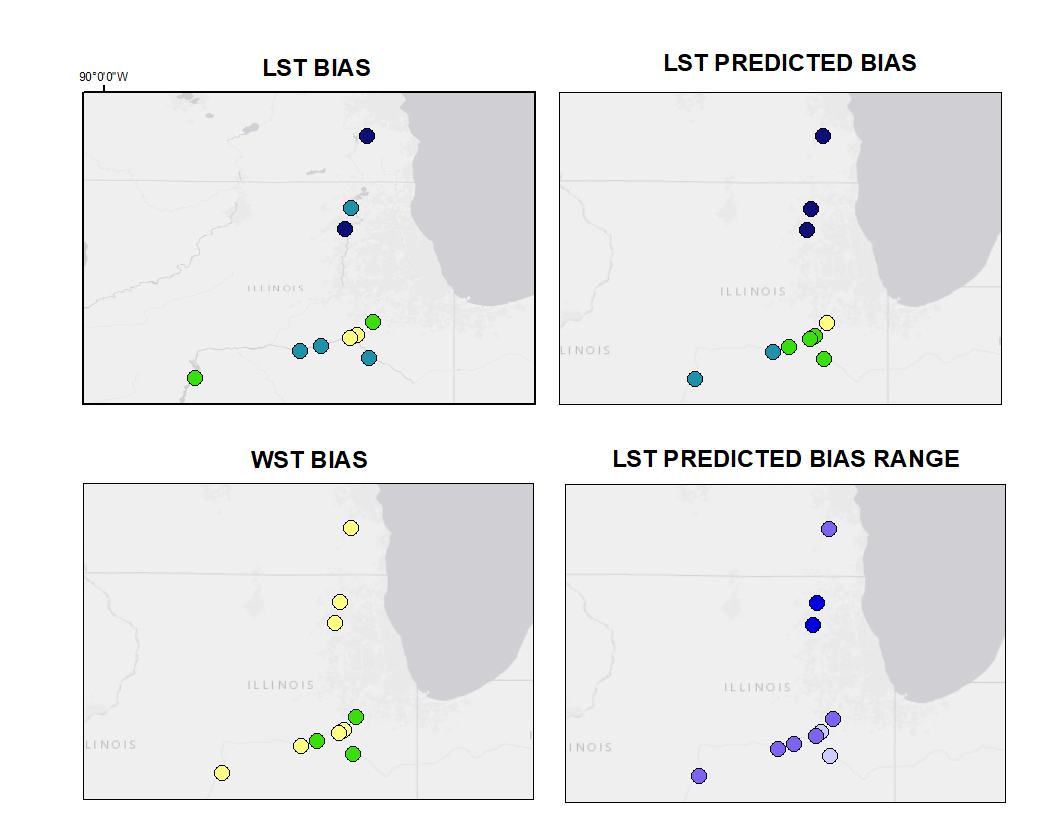 LST BIAS
LST PREDICTED BIAS
90°0'0"W
ILLINOIS
ILLINOIS
LINOIS
WST BIAS
LST PREDICTED BIAS RANGE
ILLINOIS
LINOIS
ILLINOIS
INOIS